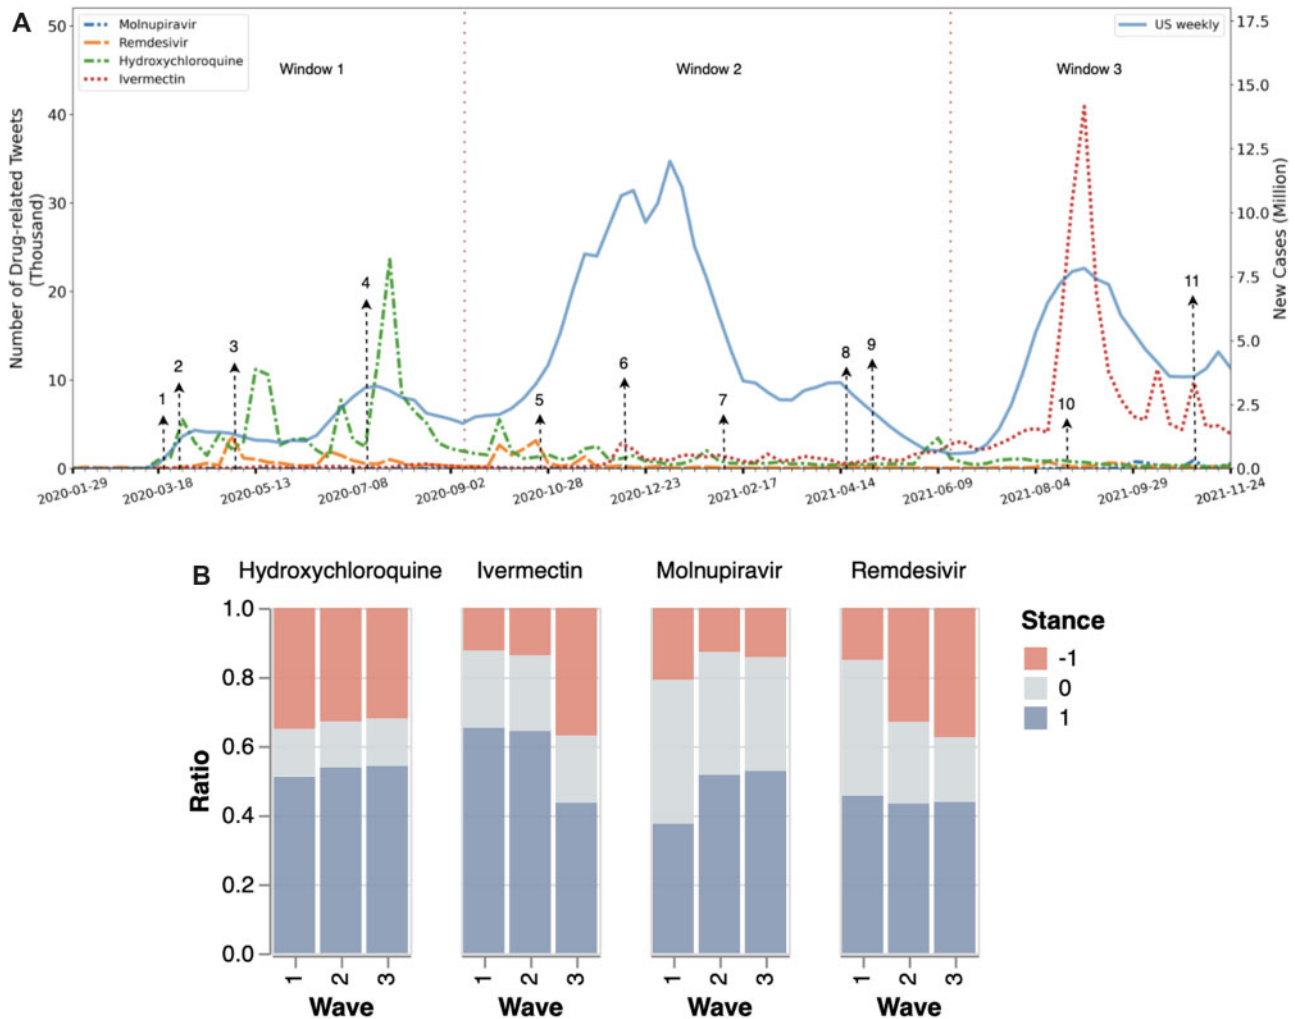 A
Molnupiravir
Remdesivir
Hydroxychloroquine
Ivermectin
US weekly
Window 1
Window 2
Window 3
Number of Drug-related Tweets
(Thousand)
50
40
30
20
10
0
New Cases (Million)
17.5
15.0
12.5
10.0
7.5
5.0
2.5
0.0
1
2
3
4
5
6
7
8
9
10
11
2020-01-29
2020-03-18
2020-05-13
2020-07-08
2020-09-02
2020-10-28
2020-12-23
2021-02-17
2021-04-14
2021-06-09
2021-08-04
2021-09-29
2021-11-24
B
Hydroxychloroquine
Ivermectin
Molnupiravir
Remdesivir
Ratio
1.0
0.8
0.6
0.4
0.2
0.0
1 2 3
1 2 3
1 2 3
1 2 3
Wave
Wave
Wave
Wave
Stance
-1
0
1